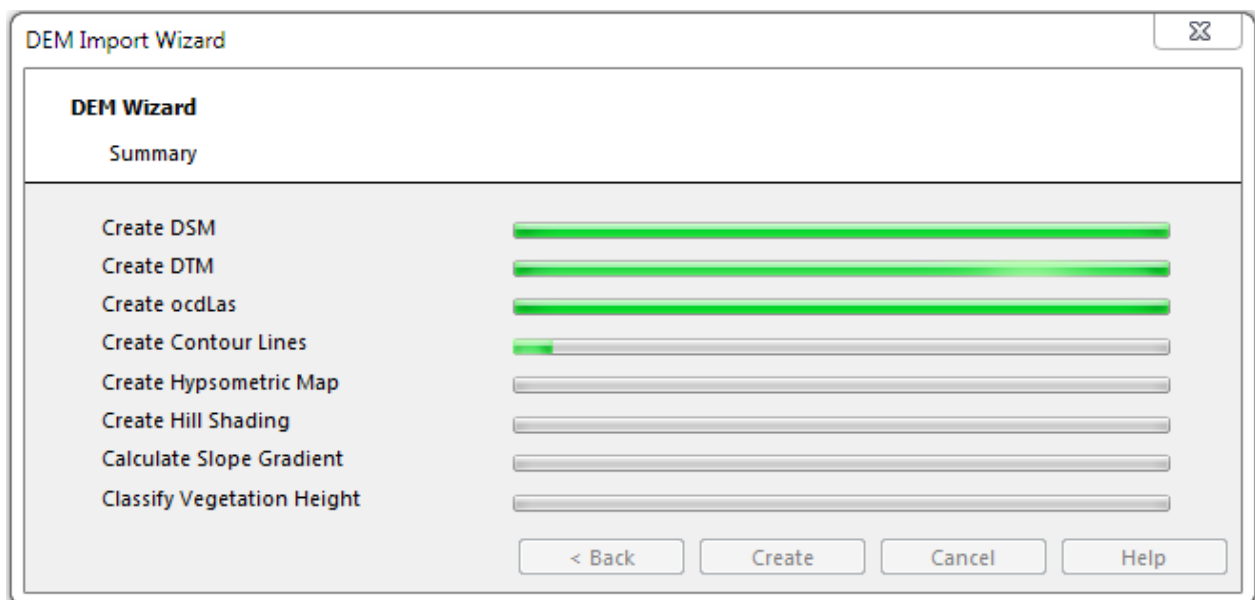 DEM Import Wizard
DEM Wizard
Summary
Create DSM
Create DTM
Create ocdLas
Create Contour Lines
Create Hypsometric Map
Create Hill Shading
Calculate Slope Gradient
Classify Vegetation Height
< Back Create Cancel Help